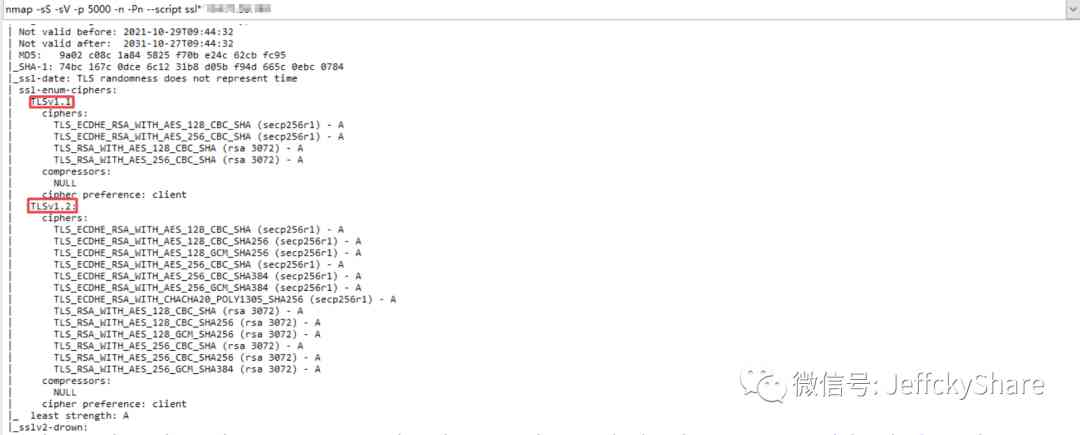 nmap -sS -sV -p 5000 -n -Pn --script ssl*
| Not valid before: 2021-10-29T09:44:32
| Not valid after:  2031-10-27T09:44:32
| MD5:   9a02 c08c 1a84 5825 f70b e24c 62cb fc95
|_SHA-1: 74bc 167c 0dce 6c12 31b8 d05b f94d 665c 0ebc 0784
|_ssl-date: TLS randomness does not represent time
| ssl-enum-ciphers:
|   TLSv1.1:
|     ciphers:
|       TLS_ECDHE_RSA_WITH_AES_128_CBC_SHA (secp256r1) - A
|       TLS_ECDHE_RSA_WITH_AES_256_CBC_SHA (secp256r1) - A
|       TLS_RSA_WITH_AES_128_CBC_SHA (rsa 3072) - A
|       TLS_RSA_WITH_AES_256_CBC_SHA (rsa 3072) - A
|     compressors:
|       NULL
|     cipher preference: client
|   TLSv1.2:
|     ciphers:
|       TLS_ECDHE_RSA_WITH_AES_128_CBC_SHA (secp256r1) - A
|       TLS_ECDHE_RSA_WITH_AES_128_CBC_SHA256 (secp256r1) - A
|       TLS_ECDHE_RSA_WITH_AES_128_GCM_SHA256 (secp256r1) - A
|       TLS_ECDHE_RSA_WITH_AES_256_CBC_SHA (secp256r1) - A
|       TLS_ECDHE_RSA_WITH_AES_256_CBC_SHA384 (secp256r1) - A
|       TLS_ECDHE_RSA_WITH_AES_256_GCM_SHA384 (secp256r1) - A
|       TLS_ECDHE_RSA_WITH_CHACHA20_POLY1305_SHA256 (secp256r1) - A
|       TLS_RSA_WITH_AES_128_CBC_SHA (rsa 3072) - A
|       TLS_RSA_WITH_AES_128_CBC_SHA256 (rsa 3072) - A
|       TLS_RSA_WITH_AES_128_GCM_SHA256 (rsa 3072) - A
|       TLS_RSA_WITH_AES_256_CBC_SHA (rsa 3072) - A
|       TLS_RSA_WITH_AES_256_CBC_SHA256 (rsa 3072) - A
|       TLS_RSA_WITH_AES_256_GCM_SHA384 (rsa 3072) - A
|     compressors:
|       NULL
|     cipher preference: client
|_  least strength: A
|_sslv2-drown:
微信号: JeffckyShare